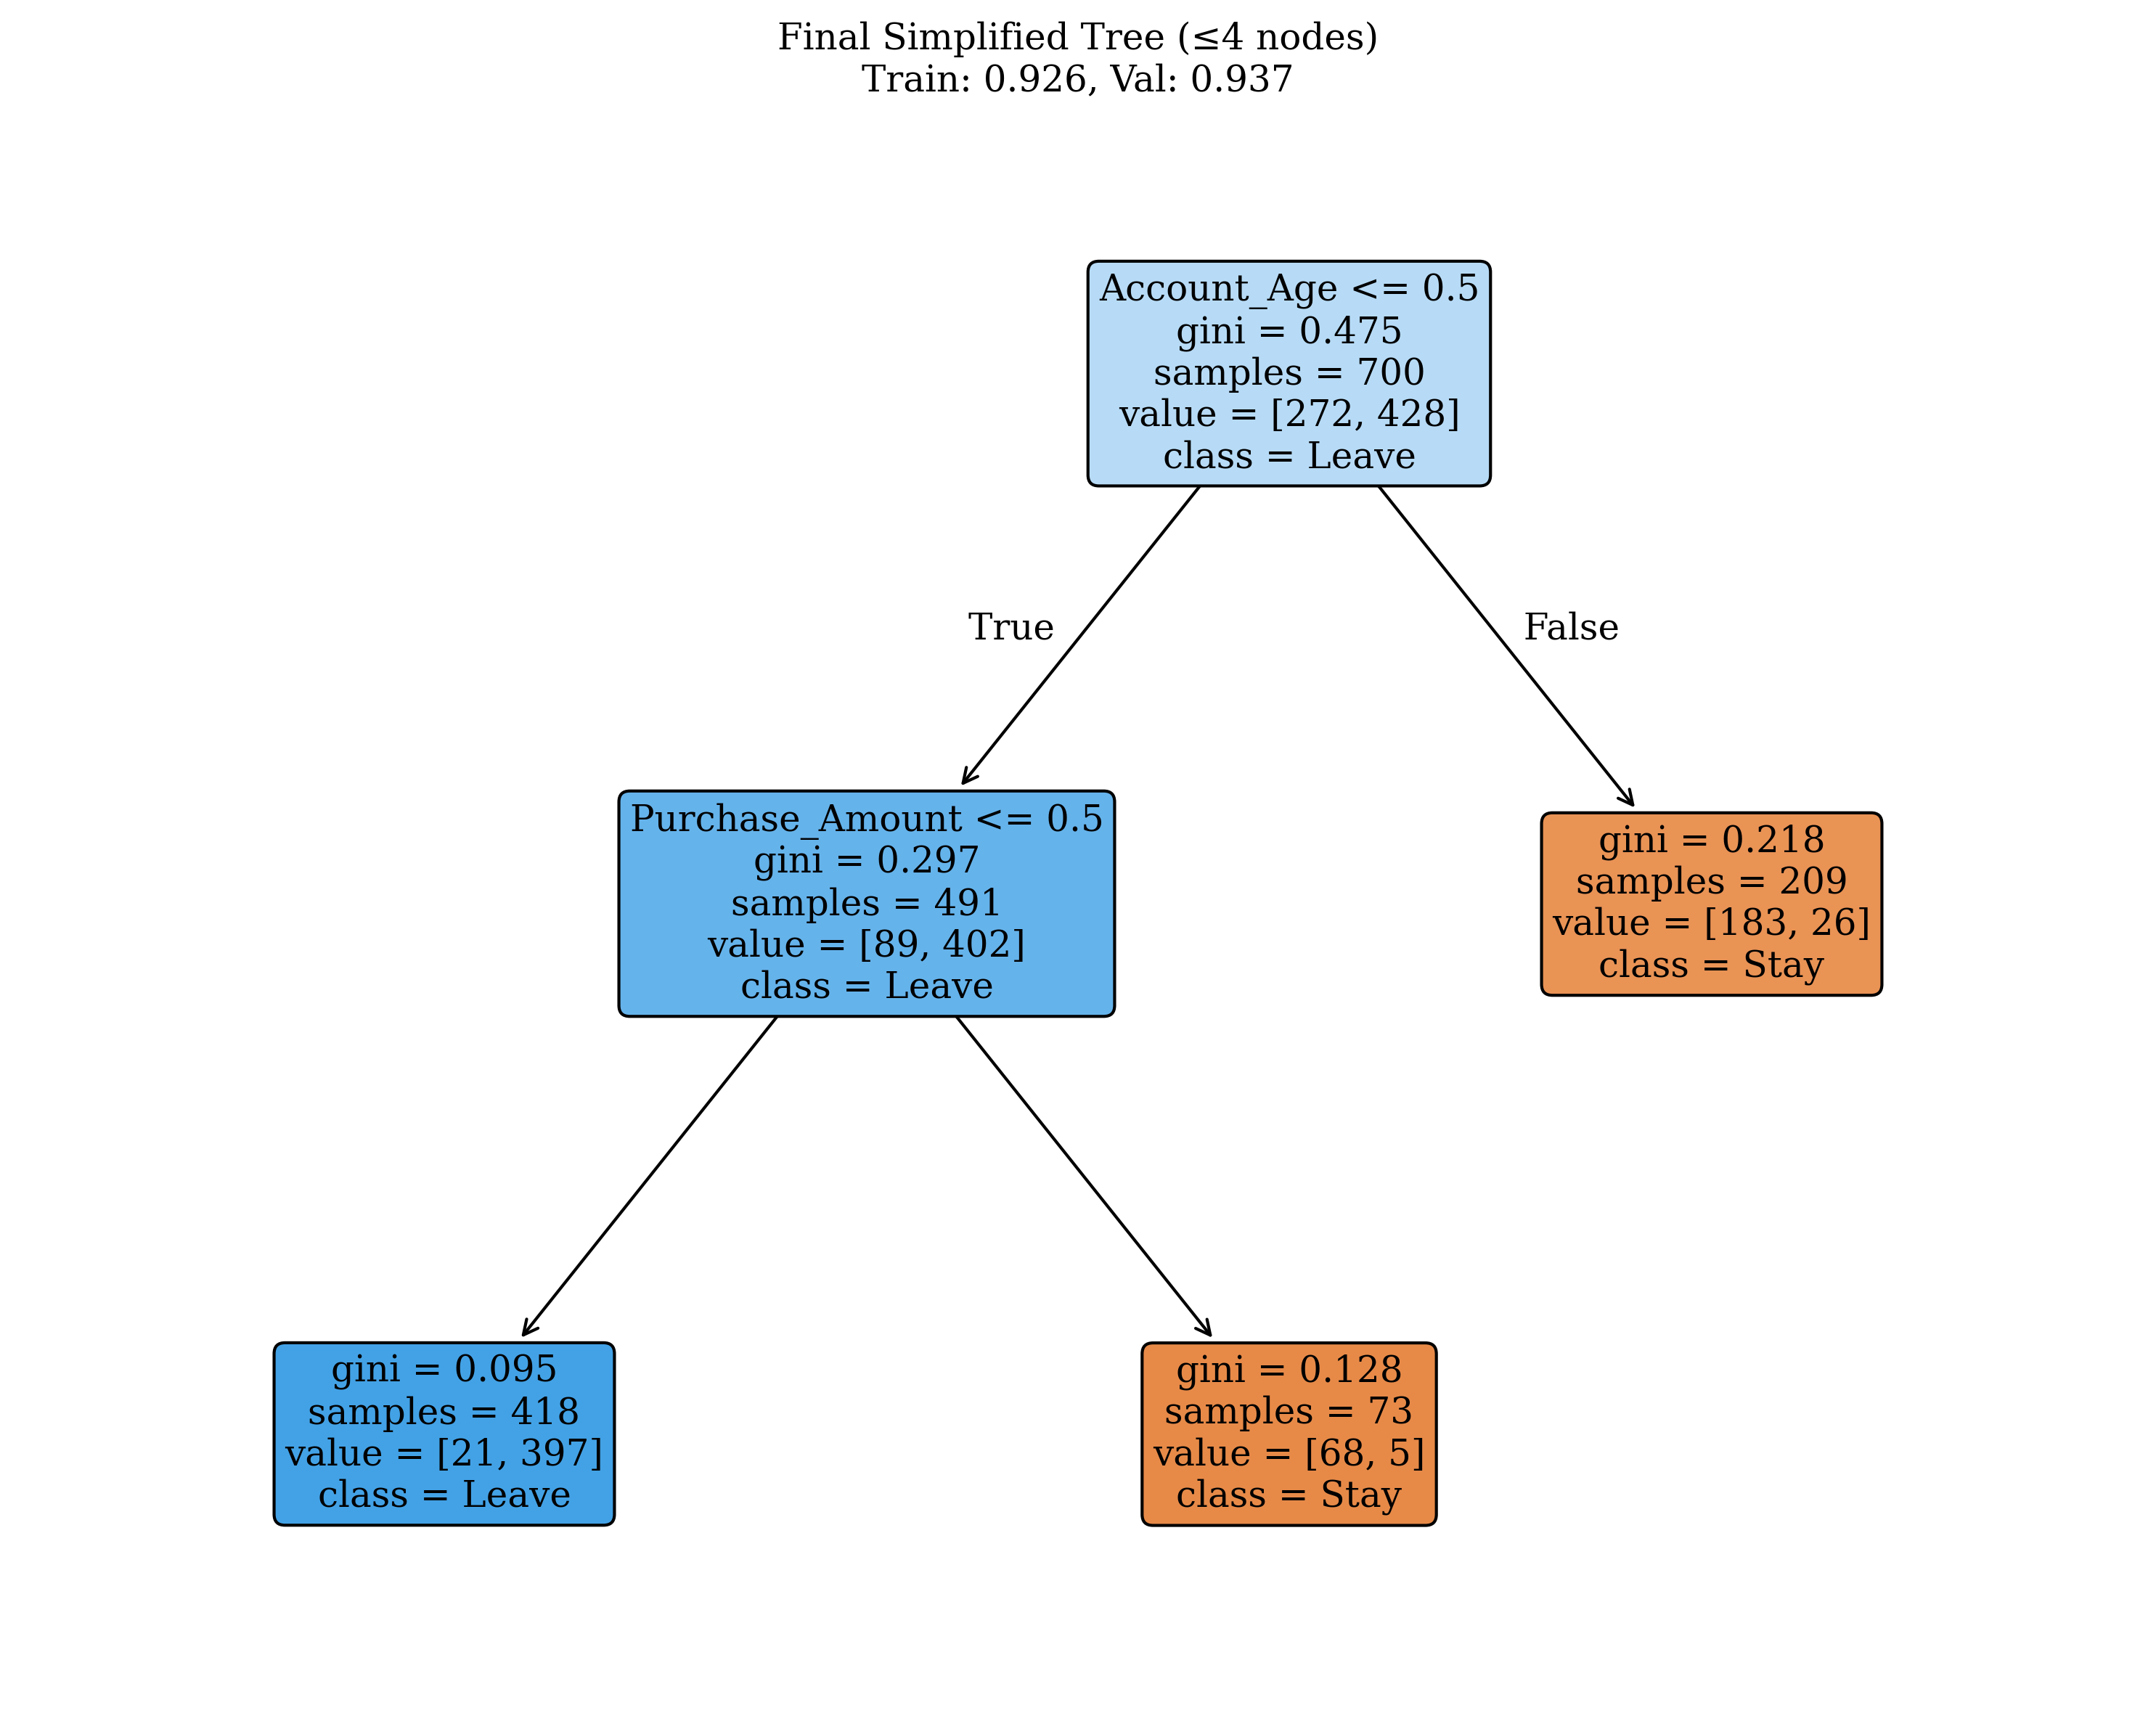 Final Simplified Tree (≤4 nodes)
Train: 0.926, Val: 0.937
Account_Age <= 0.5
gini = 0.475
samples = 700
value = [272, 428]
class = Leave
True
False
Purchase_Amount <= 0.5
gini = 0.297
samples = 491
value = [89, 402]
class = Leave
gini = 0.218
samples = 209
value = [183, 26]
class = Stay
gini = 0.095
samples = 418
value = [21, 397]
class = Leave
gini = 0.128
samples = 73
value = [68, 5]
class = Stay